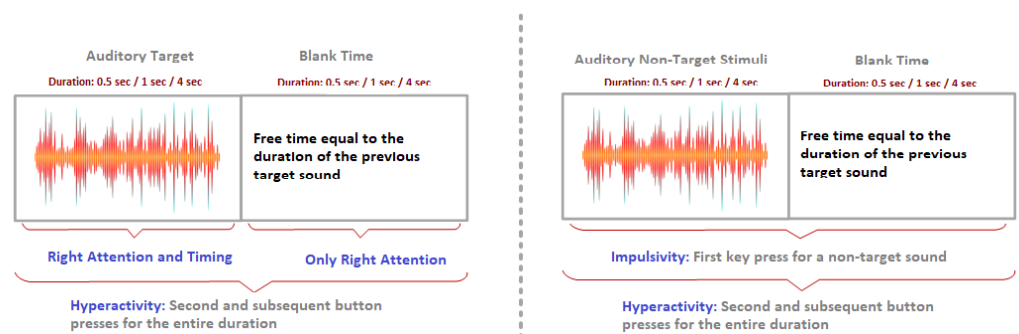 Auditory Target
Blank Time
Duration: 0.5 sec / 1 sec / 4 sec
Duration: 0.5 sec / 1 sec / 4 sec
Free time equal to the
duration of the previous
target sound
Right Attention and Timing
Only Right Attention
Hyperactivity: Second and subsequent button
presses for the entire duration
Auditory Non-Target Stimuli
Blank Time
Duration: 0.5 sec / 1 sec / 4 sec
Duration: 0.5 sec / 1 sec / 4 sec
Free time equal to the
duration of the previous
target sound
Impulsivity: First key press for a non-target sound
Hyperactivity: Second and subsequent button
presses for the entire duration